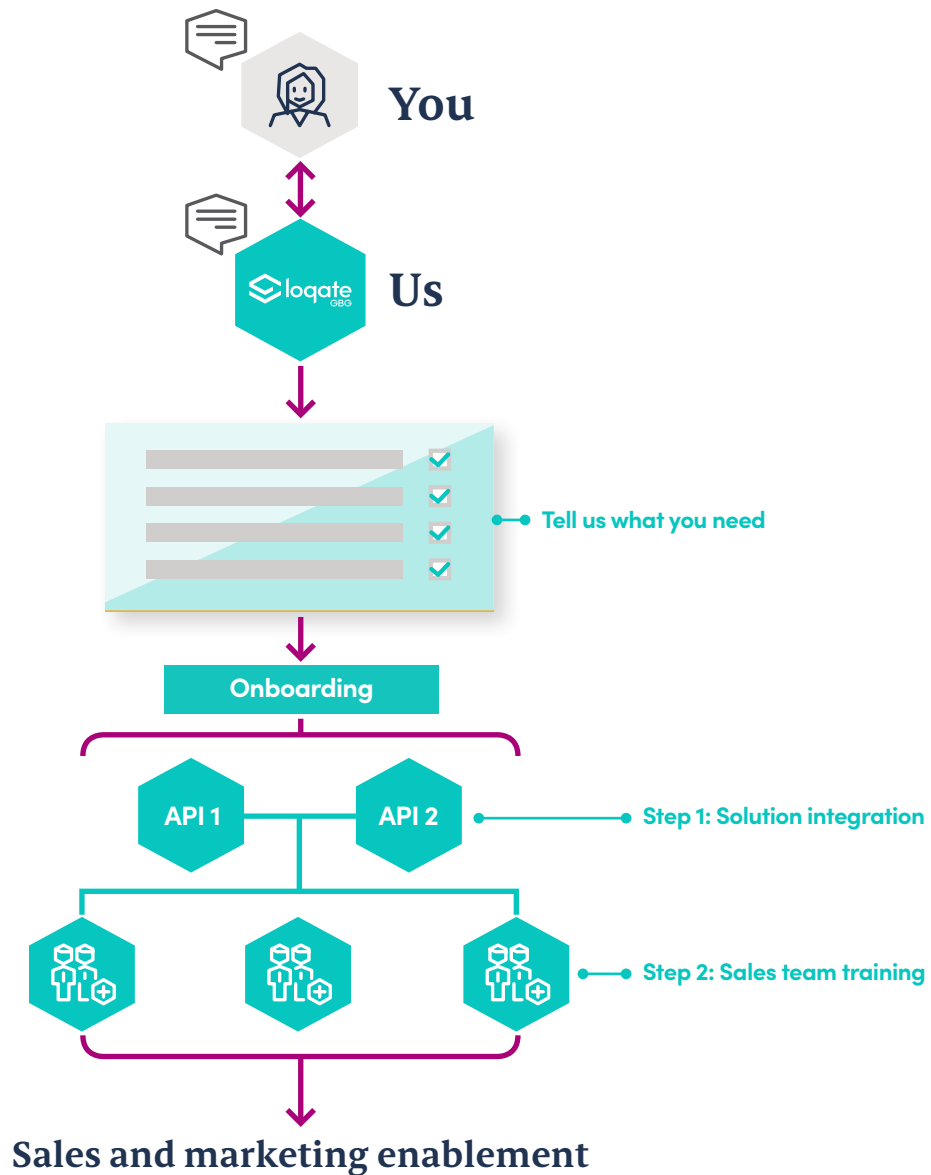 You
loqate
GBG
Us
Tell us what you need
Onboarding
API 1
API 2
Step 1: Solution integration
Step 2: Sales team training
Sales and marketing enablement